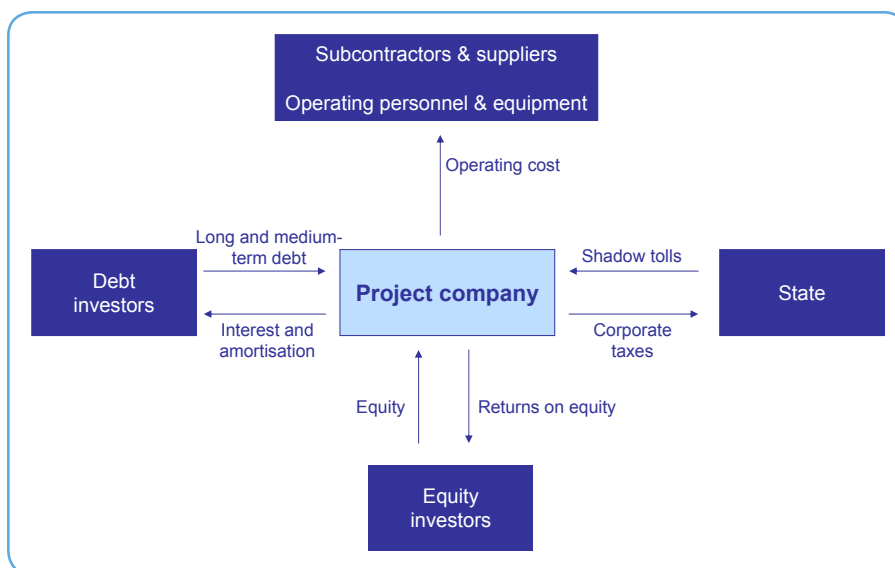 Subcontractors & suppliers
Operating personnel & equipment
Operating cost
Long and medium-
term debt
Debt
investors
Interest and
amortisation
Project company
Shadow tolls
State
Corporate
taxes
Equity
Returns on equity
Equity
investors